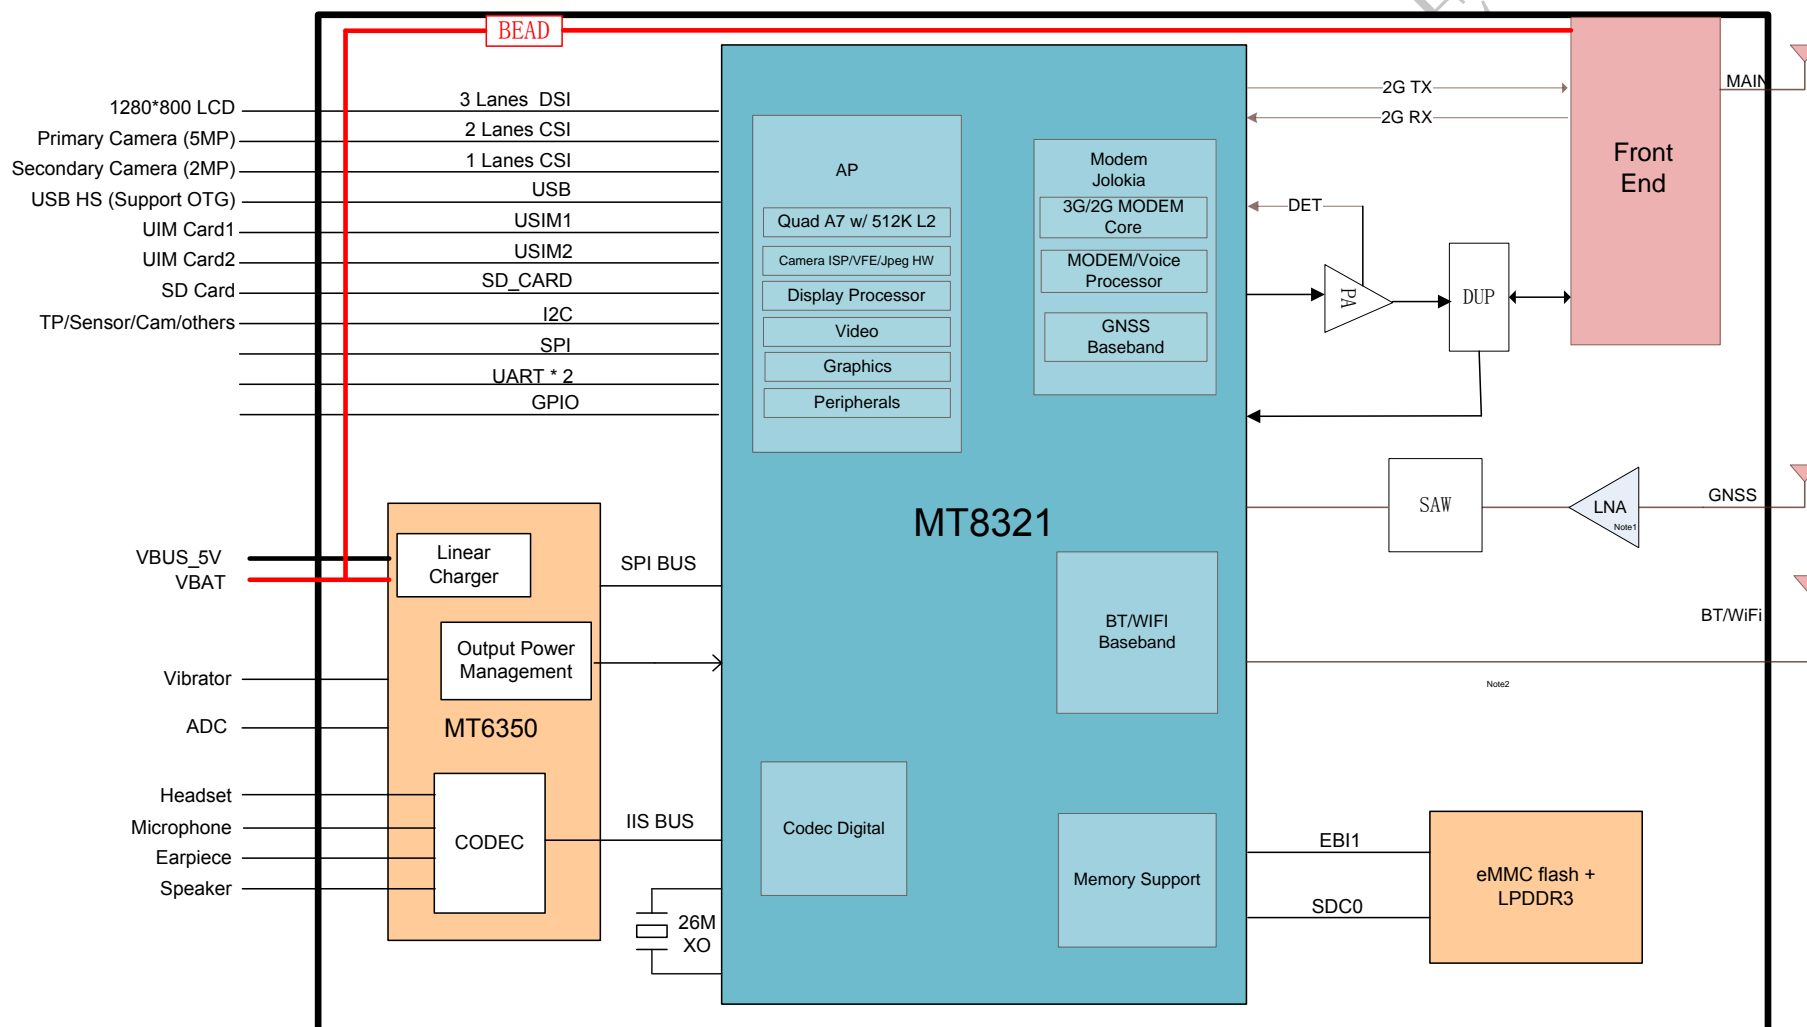 BEAD
1280*800 LCD
3 Lanes  DSI
Primary Camera (5MP)
2 Lanes CSI
Secondary Camera (2MP)
1 Lanes CSI
USB HS (Support OTG)
USB
UIM Card1
USIM1
UIM Card2
USIM2
SD Card
SD_CARD
TP/Sensor/Cam/others
I2C
SPI
UART * 2
GPIO
AP
Quad A7 w/ 512K L2
Camera ISP/VFE/Jpeg HW
Display Processor
Video
Graphics
Peripherals
Modem
Jolokia
3G/2G MODEM
Core
MODEM/Voice
Processor
GNSS
Baseband
2G TX
2G RX
DET
PA
DUP
Front
End
MAIN
MT8321
SAW
LNA
Note1
GNSS
VBUS_5V
VBAT
Linear
Charger
SPI BUS
Output Power
Management
Vibrator
ADC
MT6350
Headset
Microphone
Earpiece
Speaker
CODEC
IIS BUS
26M
XO
BT/WIFI
Baseband
BT/WiFi
Note2
Codec Digital
Memory Support
EBI1
SDC0
eMMC flash +
LPDDR3